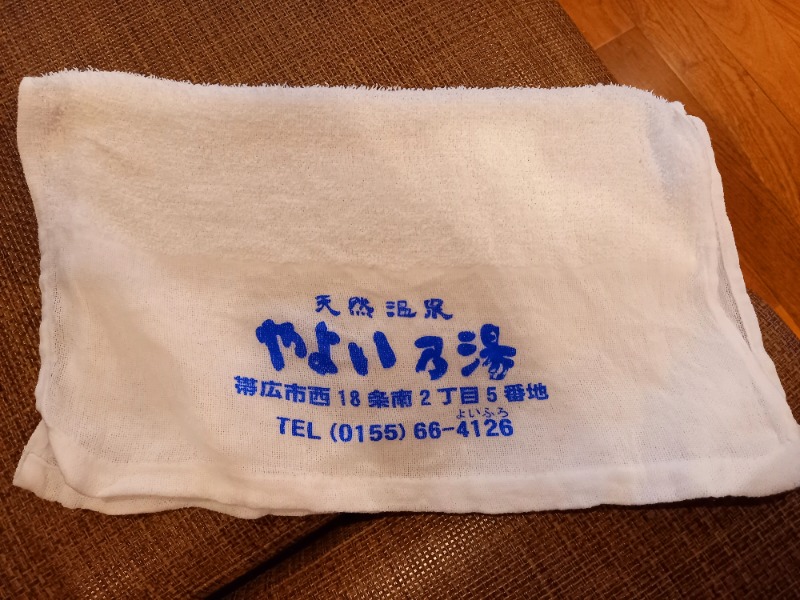 天然温泉
やよい乃湯
帯広市西18条南2丁目5番地
よいふろ
TEL (0155) 66-4126